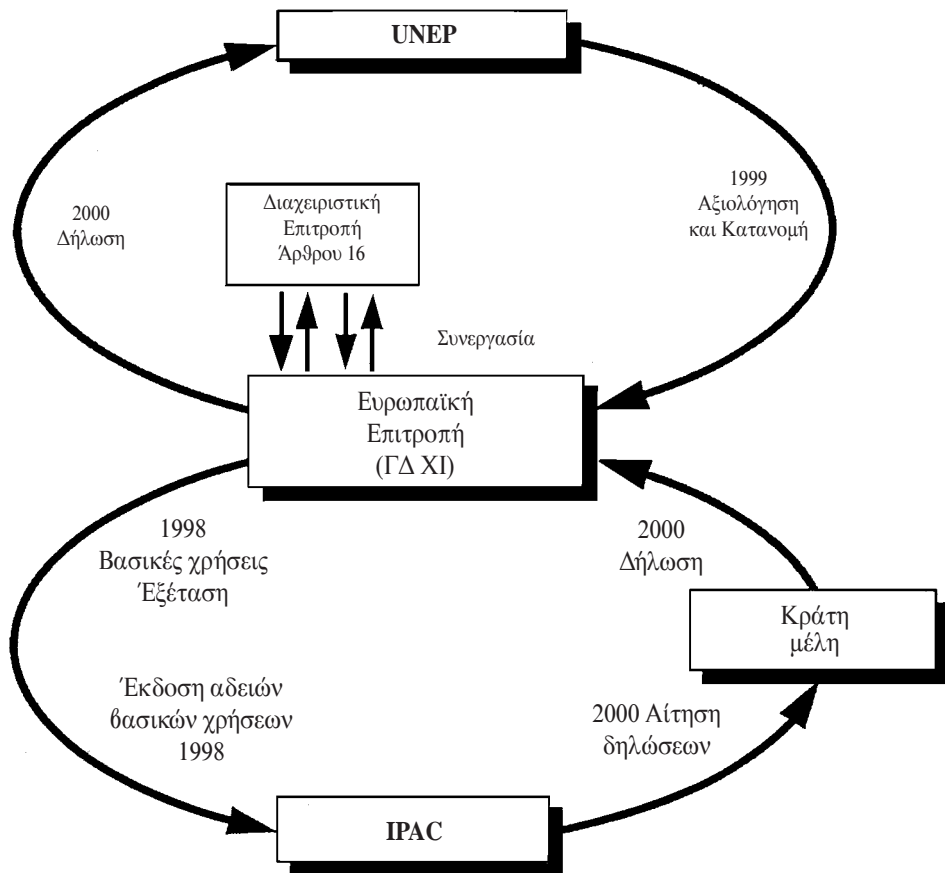 UNEP
2000
Δήλωση
Διαχειριστική
Επιτροπή
Άρθρου 16
1999
Αξιολόγηση
και Κατανομή
Συνεργασία
Ευρωπαϊκή
Επιτροπή
(ΓΔ XI)
1998
Βασικές χρήσεις
Έξέταση
2000
Δήλωση
Κράτη
μέλη
Έκδοση αδειών
βασικών χρήσεων
1998
2000 Αίτηση
δηλώσεων
IPAC